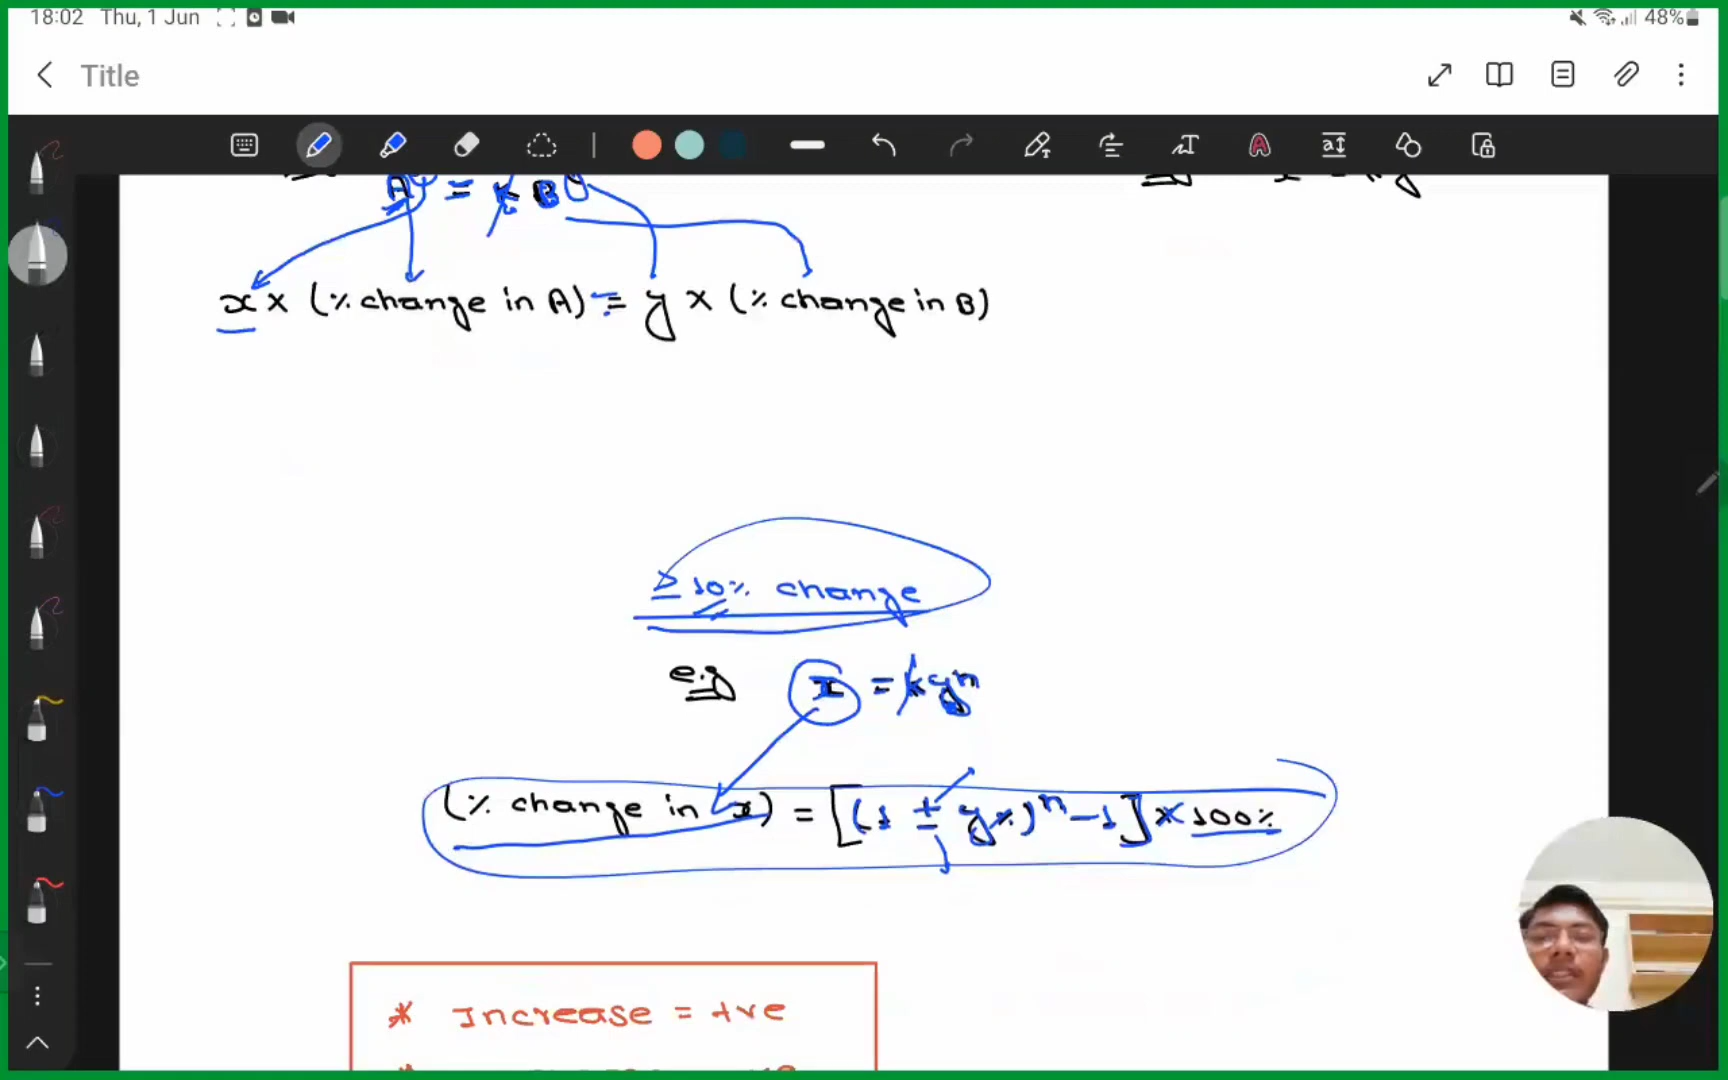 18:02 Thu, 1 Jun
48%
Title
A = k B
x × (% change in A) = y × (% change in B)
≥ 10% change
e.g x = kyⁿ
(% change in x) = [(1 ± y%)ⁿ - 1] × 100%
* Increase = +ve